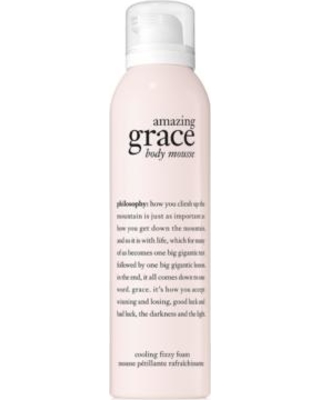 amazing
grace
body mousse
philosophy: how you climb up the
mountain is just as important as
how you get down the mountain.
and so it is with life, which for many
of us becomes one big gigantic test
followed by one big gigantic lesson.
in the end, it all comes down to one
word. grace. it's how you accept
winning and losing, good luck and
bad luck, the darkness and the light.
cooling fizzy foam
mousse pétillante rafraîchissante